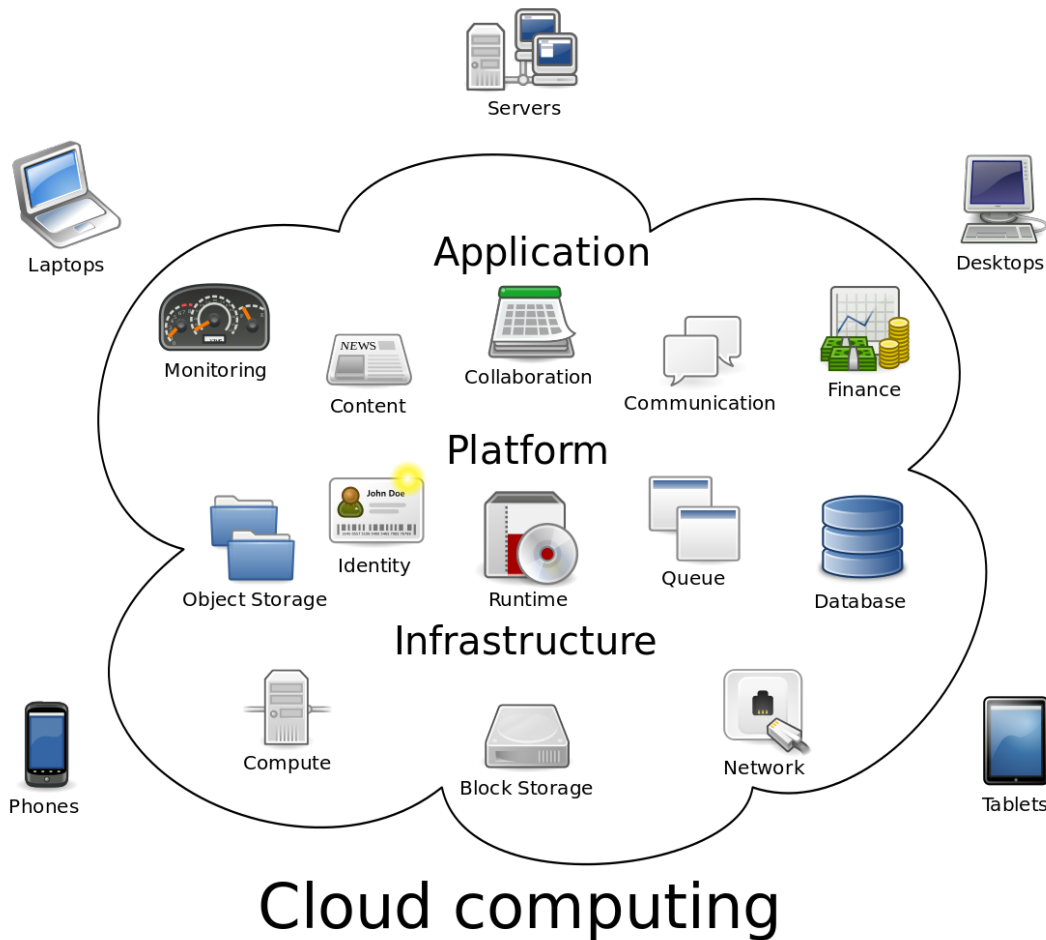 Servers
Laptops
Desktops
Application
Monitoring
NEWS
Content
Collaboration
Communication
Finance
Platform
John Doe
Object Storage
Identity
Runtime
Queue
Database
Infrastructure
Compute
Block Storage
Network
Phones
Tablets
Cloud computing